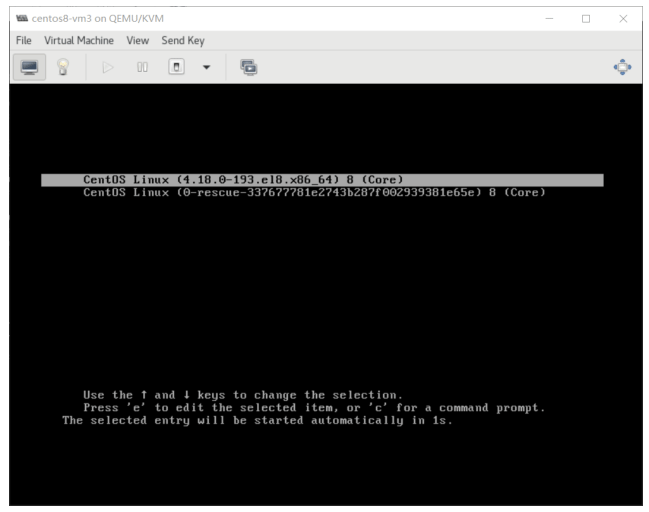 centos8-vm3 on QEMU/KVM
File Virtual Machine View Send Key
CentOS Linux (4.18.0-193.el8.x86_64) 8 (Core)
CentOS Linux (0-rescue-337677781e2743b287f002939381e65e) 8 (Core)
Use the ↑ and ↓ keys to change the selection.
Press 'e' to edit the selected item, or 'c' for a command prompt.
The selected entry will be started automatically in 1s.